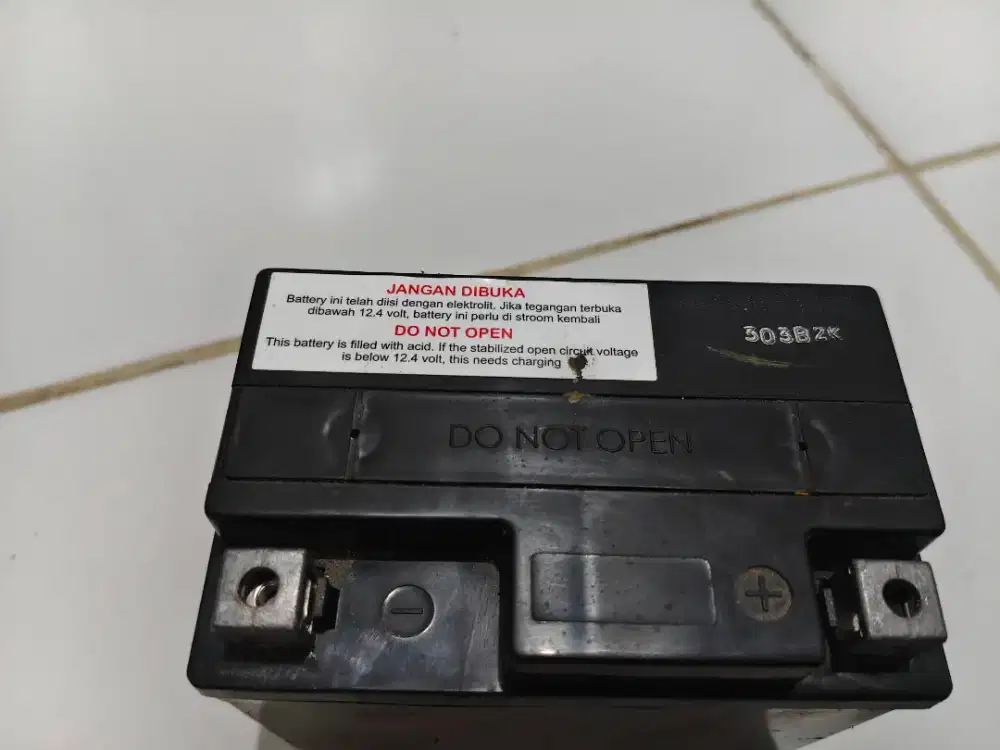 JANGAN DIBUKA
Battery ini telah diisi dengan elektrolit. Jika tegangan terbuka
dibawah 12.4 volt, battery ini perlu di stroom kembali
DO NOT OPEN
This battery is filled with acid. If the stabilized open circuit voltage
is below 12.4 volt, this needs charging
303B2K
DO NOT OPEN
− +